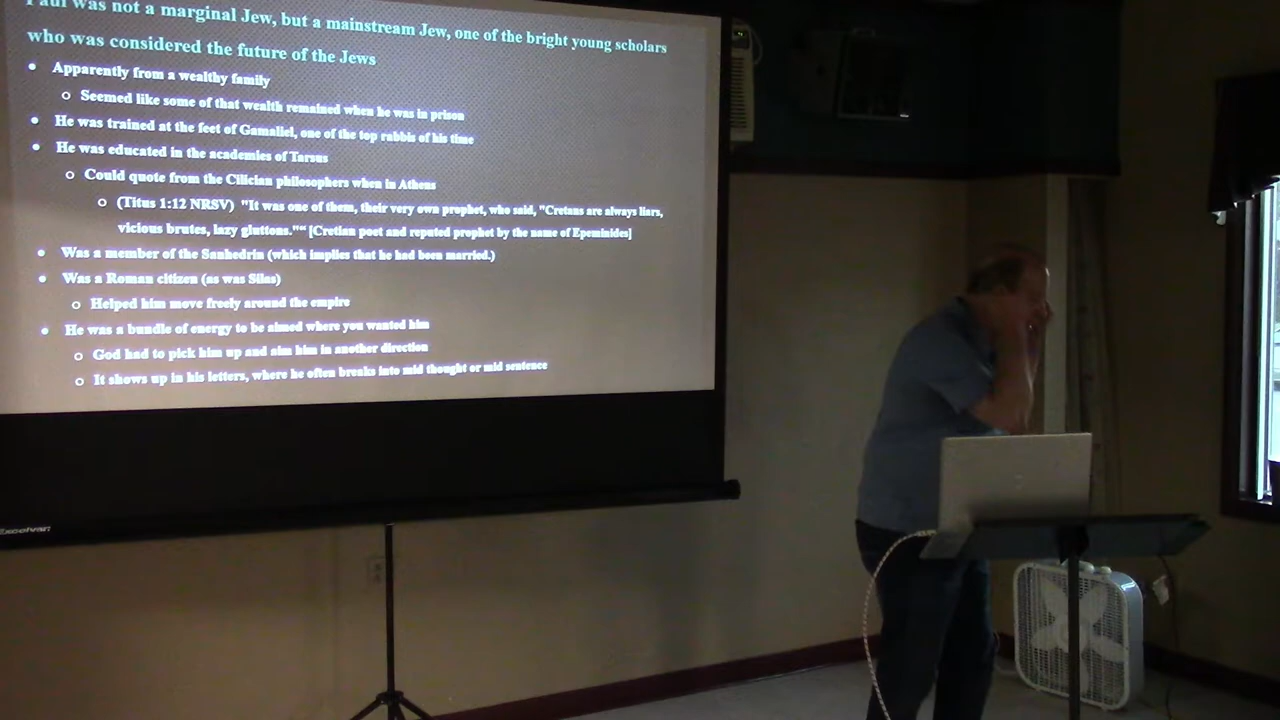 Paul was not a marginal Jew, but a mainstream Jew, one of the bright young scholars
who was considered the future of the Jews
• Apparently from a wealthy family
o Seemed like some of that wealth remained when he was in prison
• He was trained at the feet of Gamaliel, one of the top rabbis of his time
• He was educated in the academies of Tarsus
o Could quote from the Cilician philosophers when in Athens
o (Titus 1:12 NRSV) "It was one of them, their very own prophet, who said, "Cretans are always liars,
vicious brutes, lazy gluttons."“ [Cretian poet and reputed prophet by the name of Epeminides]
• Was a member of the Sanhedrin (which implies that he had been married.)
• Was a Roman citizen (as was Silas)
o Helped him move freely around the empire
• He was a bundle of energy to be aimed where you wanted him
o God had to pick him up and aim him in another direction
o It shows up in his letters, where he often breaks into mid thought or mid sentence